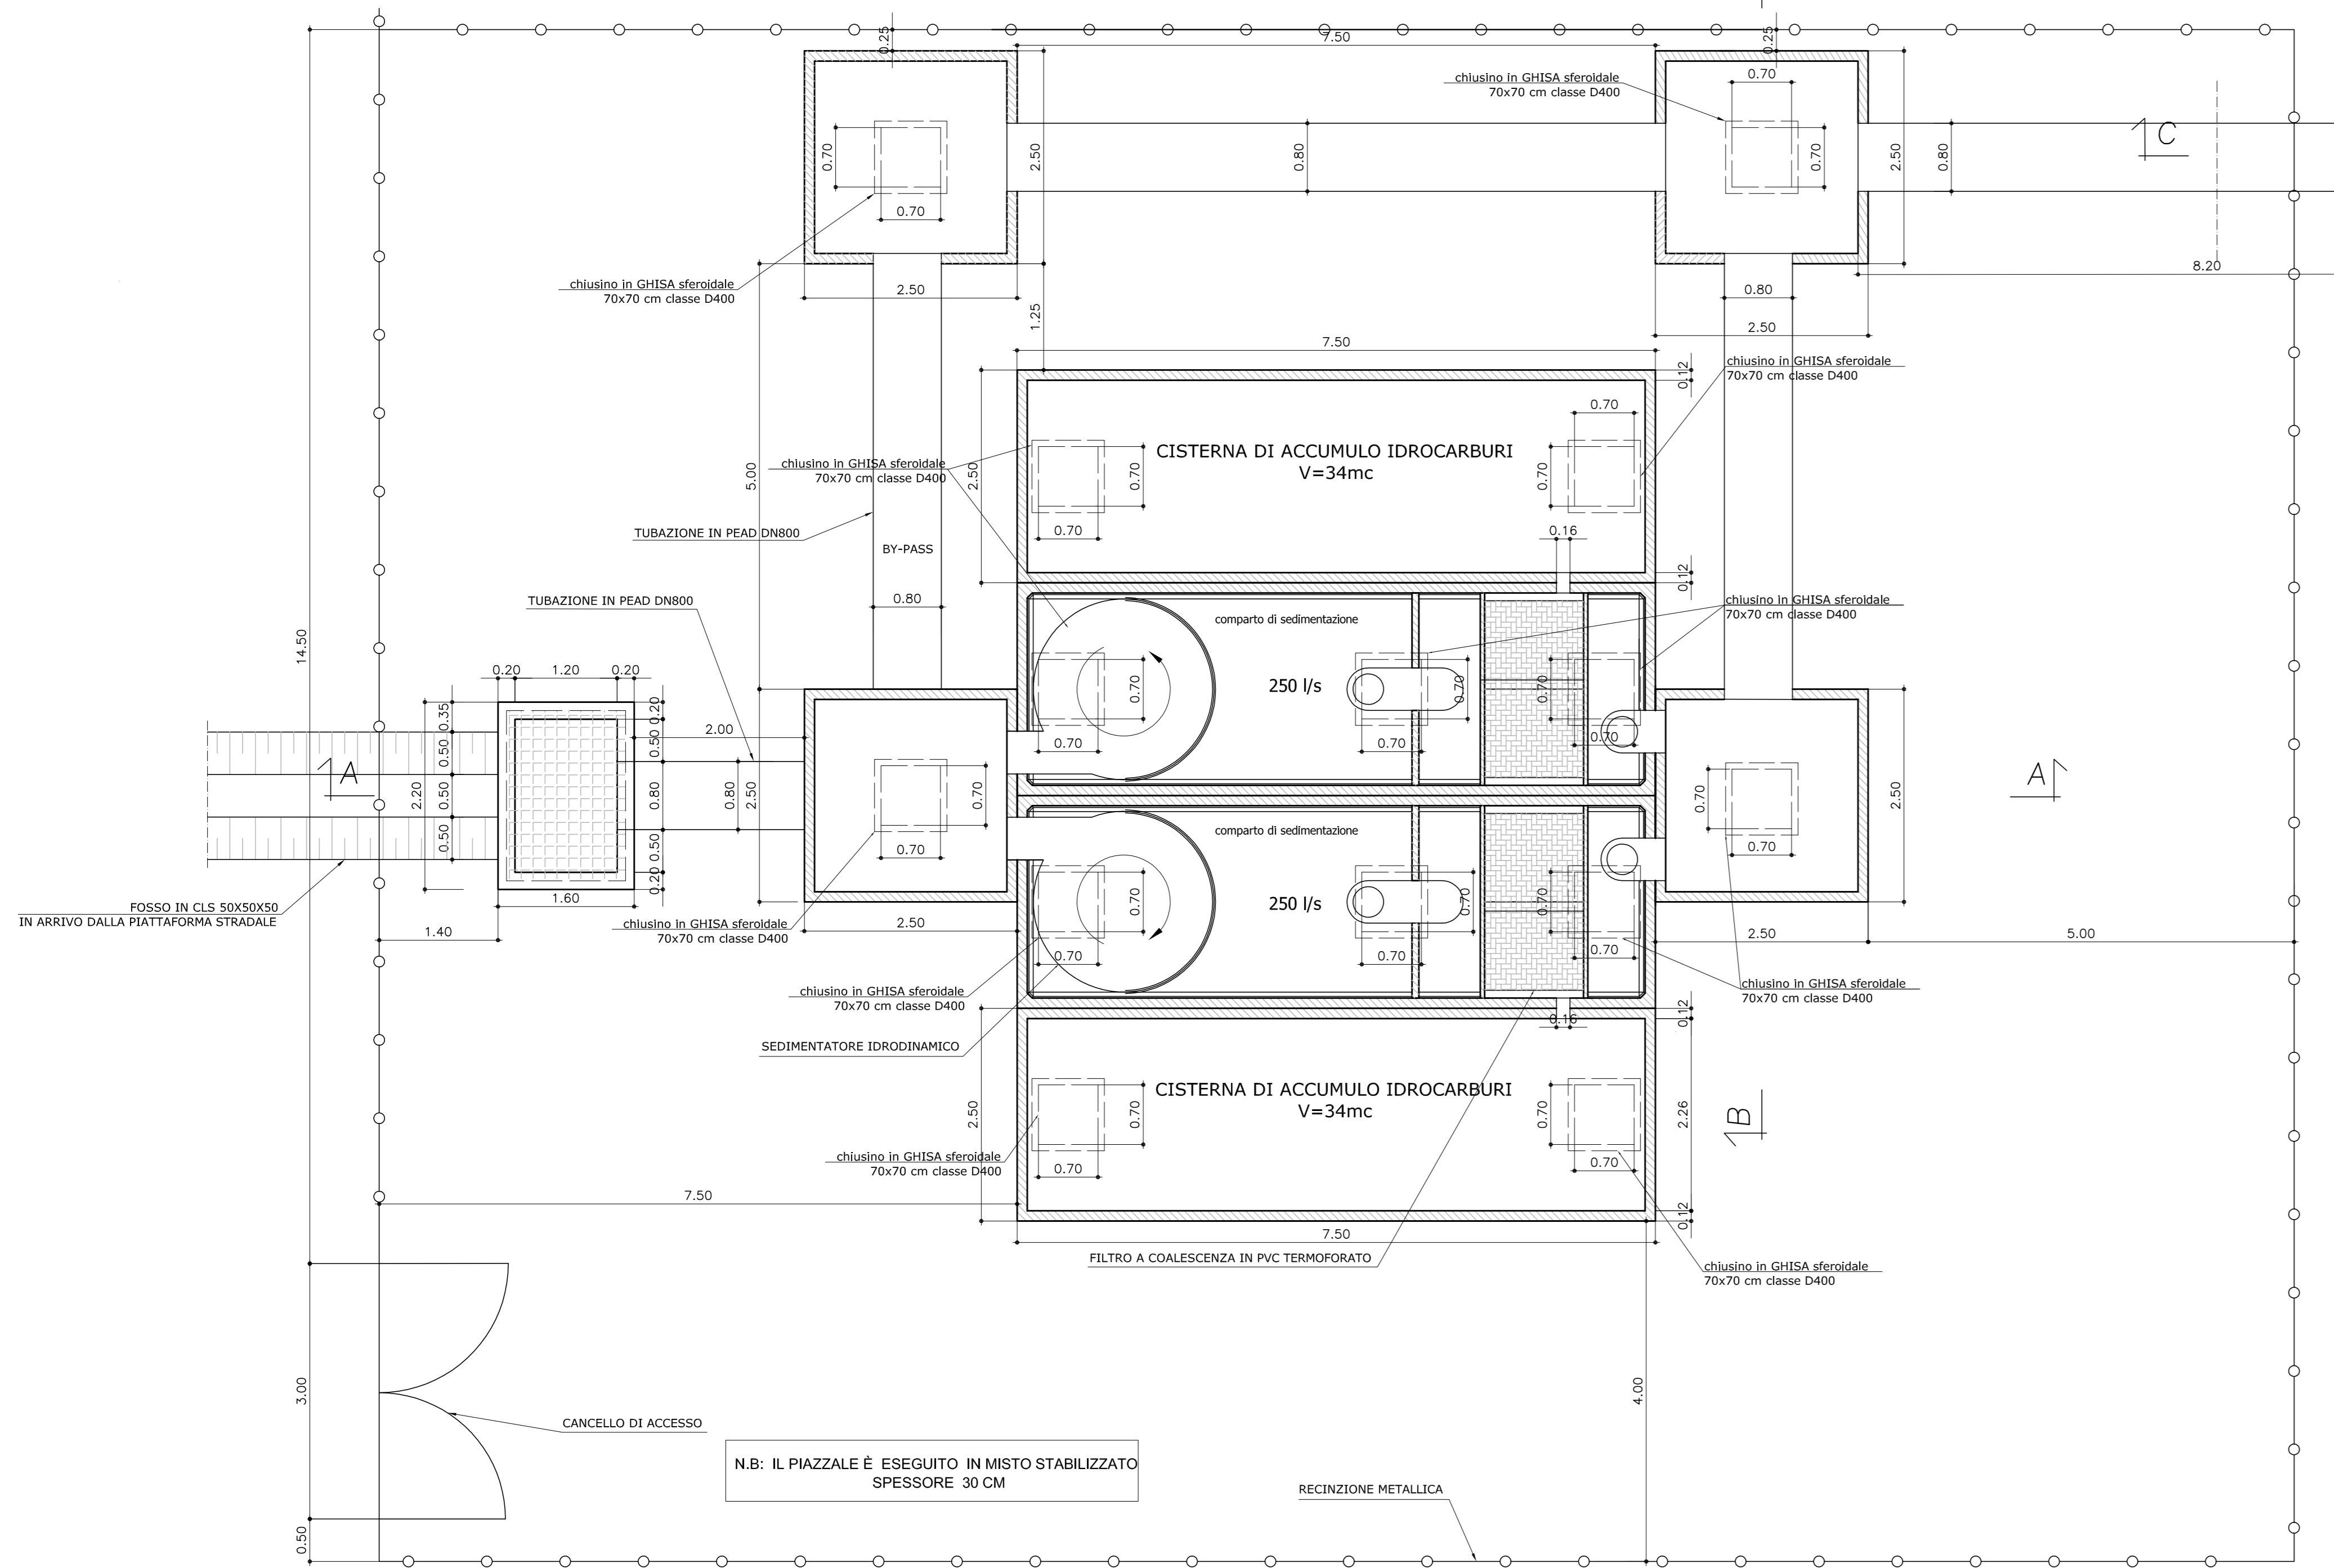 0.25
7.50
0.25
chiusino in GHISA sferoidale
70x70 cm classe D400
0.70
0.70
0.70
2.50
0.80
0.70
2.50
0.80
C
chiusino in GHISA sferoidale
70x70 cm classe D400
2.50
1.25
0.80
8.20
2.50
7.50
0.12
chiusino in GHISA sferoidale
70x70 cm classe D400
0.70
CISTERNA DI ACCUMULO IDROCARBURI
V=34mc
chiusino in GHISA sferoidale
70x70 cm classe D400
5.00
2.50
0.70
0.70
0.70
0.16
TUBAZIONE IN PEAD DN800
BY-PASS
0.12
TUBAZIONE IN PEAD DN800
0.80
chiusino in GHISA sferoidale
70x70 cm classe D400
comparto di sedimentazione
14.50
0.20
1.20
0.20
250 l/s
0.70
0.70
0.70
0.70
0.70
0.70
0.35
0.50
0.50
0.50
2.20
0.20
0.50
0.80
0.50
0.20
2.00
0.80
2.50
A
A
0.70
0.70
0.70
0.70
2.50
comparto di sedimentazione
250 l/s
0.70
0.70
0.70
0.70
0.70
0.70
1.60
FOSSO IN CLS 50X50X50
IN ARRIVO DALLA PIATTAFORMA STRADALE
1.40
chiusino in GHISA sferoidale
70x70 cm classe D400
2.50
2.50
5.00
chiusino in GHISA sferoidale
70x70 cm classe D400
chiusino in GHISA sferoidale
70x70 cm classe D400
0.12
0.16
SEDIMENTATORE IDRODINAMICO
CISTERNA DI ACCUMULO IDROCARBURI
V=34mc
2.50
0.70
0.70
2.26
B
chiusino in GHISA sferoidale
70x70 cm classe D400
0.70
0.70
7.50
0.12
7.50
FILTRO A COALESCENZA IN PVC TERMOFORATO
chiusino in GHISA sferoidale
70x70 cm classe D400
3.00
4.00
CANCELLO DI ACCESSO
N.B: IL PIAZZALE È ESEGUITO IN MISTO STABILIZZATO
SPESSORE 30 CM
RECINZIONE METALLICA
0.50